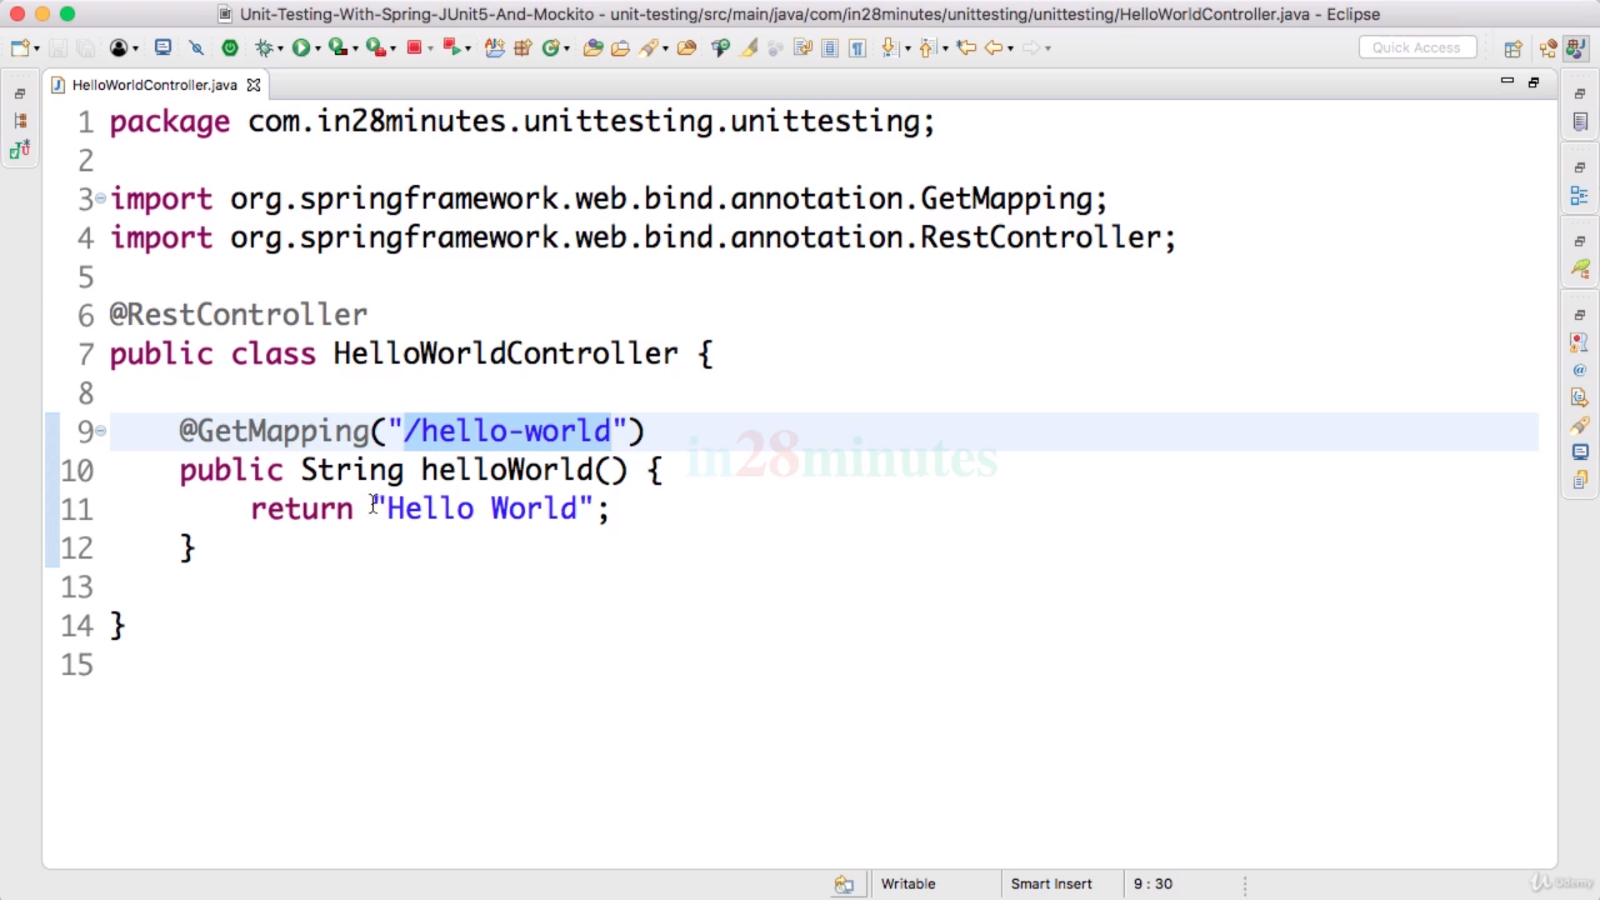 Unit-Testing-With-Spring-JUnit5-And-Mockito - unit-testing/src/main/java/com/in28minutes/unittesting/unittesting/HelloWorldController.java - Eclipse
Quick Access
HelloWorldController.java
1 package com.in28minutes.unittesting.unittesting;
2
3 import org.springframework.web.bind.annotation.GetMapping;
4 import org.springframework.web.bind.annotation.RestController;
5
6 @RestController
7 public class HelloWorldController {
8
9 @GetMapping("/hello-world")
in28minutes
10 public String helloWorld() {
11 return "Hello World";
12 }
13
14 }
15
Writable Smart Insert 9 : 30
Udemy